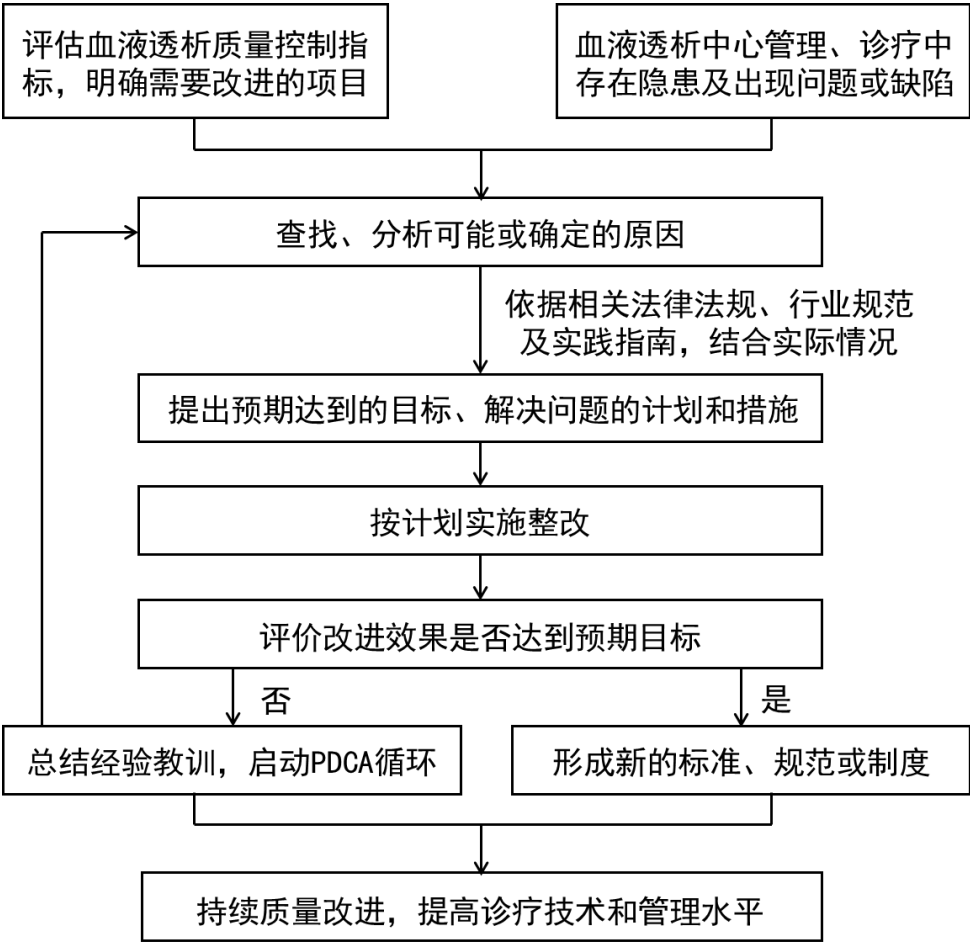 评估血液透析质量控制指
标，明确需要改进的项目
血液透析中心管理、诊疗中
存在隐患及出现问题或缺陷
查找、分析可能或确定的原因
依据相关法律法规、行业规范
及实践指南，结合实际情况
提出预期达到的目标、解决问题的计划和措施
按计划实施整改
评价改进效果是否达到预期目标
否
是
总结经验教训，启动PDCA循环
形成新的标准、规范或制度
持续质量改进，提高诊疗技术和管理水平